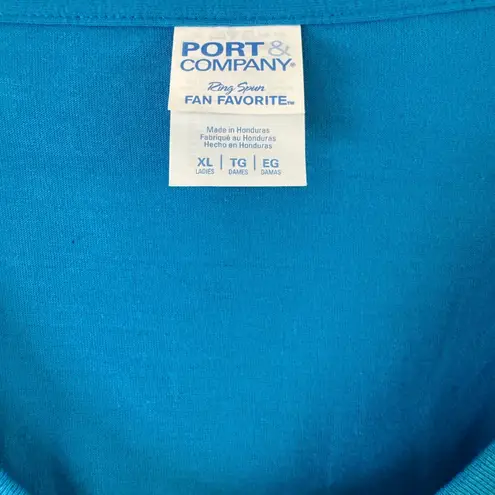 PORT &
COMPANY®
Ring Spun
FAN FAVORITE™
Made in Honduras
Fabriqué au Honduras
Hecho en Honduras
XL | TG | EG
LADIES DAMES DAMAS